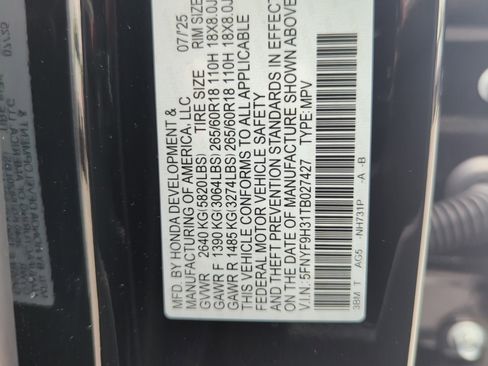 MFD. BY HONDA DEVELOPMENT & 07/'25
MANUFACTURING OF AMERICA, LLC
GVWR 2640 KG(5820LBS) TIRE SIZE RIM SIZE
GAWR F 1390 KG(3064LBS) 265/60R18 110H 18X8.0J
GAWR R 1485 KG(3274LBS) 265/60R18 110H 18X8.0J
THIS VEHICLE CONFORMS TO ALL APPLICABLE
FEDERAL MOTOR VEHICLE SAFETY
AND THEFT PREVENTION STANDARDS IN EFFECT
ON THE DATE OF MANUFACTURE SHOWN ABOVE
V.I.N: 5FNYF9H31TB027427 TYPE: MPV
3BM T AG5 -NH731P -A -B